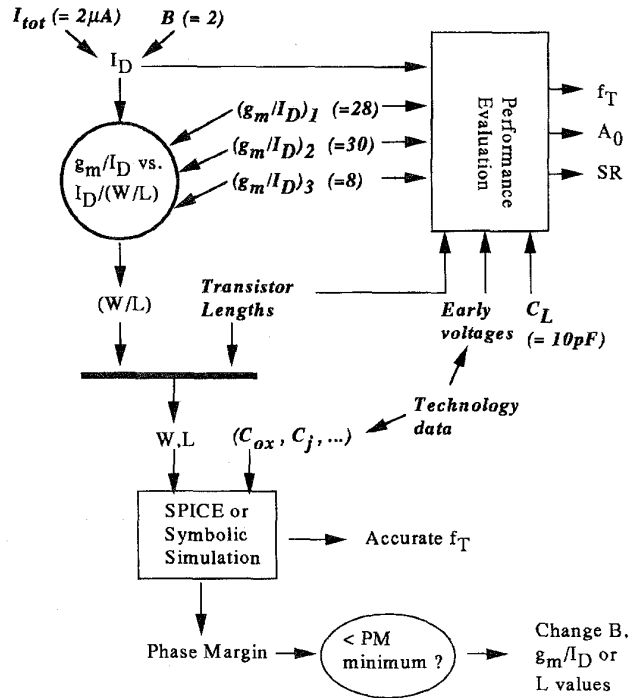 I_tot (= 2μA)
B (= 2)
I_D
(g_m/I_D)_1 (=28)
(g_m/I_D)_2 (=30)
(g_m/I_D)_3 (=8)
g_m/I_D vs.
I_D/(W/L)
Performance
Evaluation
f_T
A_0
SR
(W/L)
Transistor
Lengths
Early
voltages
C_L
(= 10pF)
Technology
data
W,L
(C_ox , C_j , ...)
SPICE or
Symbolic
Simulation
Accurate f_T
Phase Margin
< PM
minimum ?
Change B,
g_m/I_D or
L values